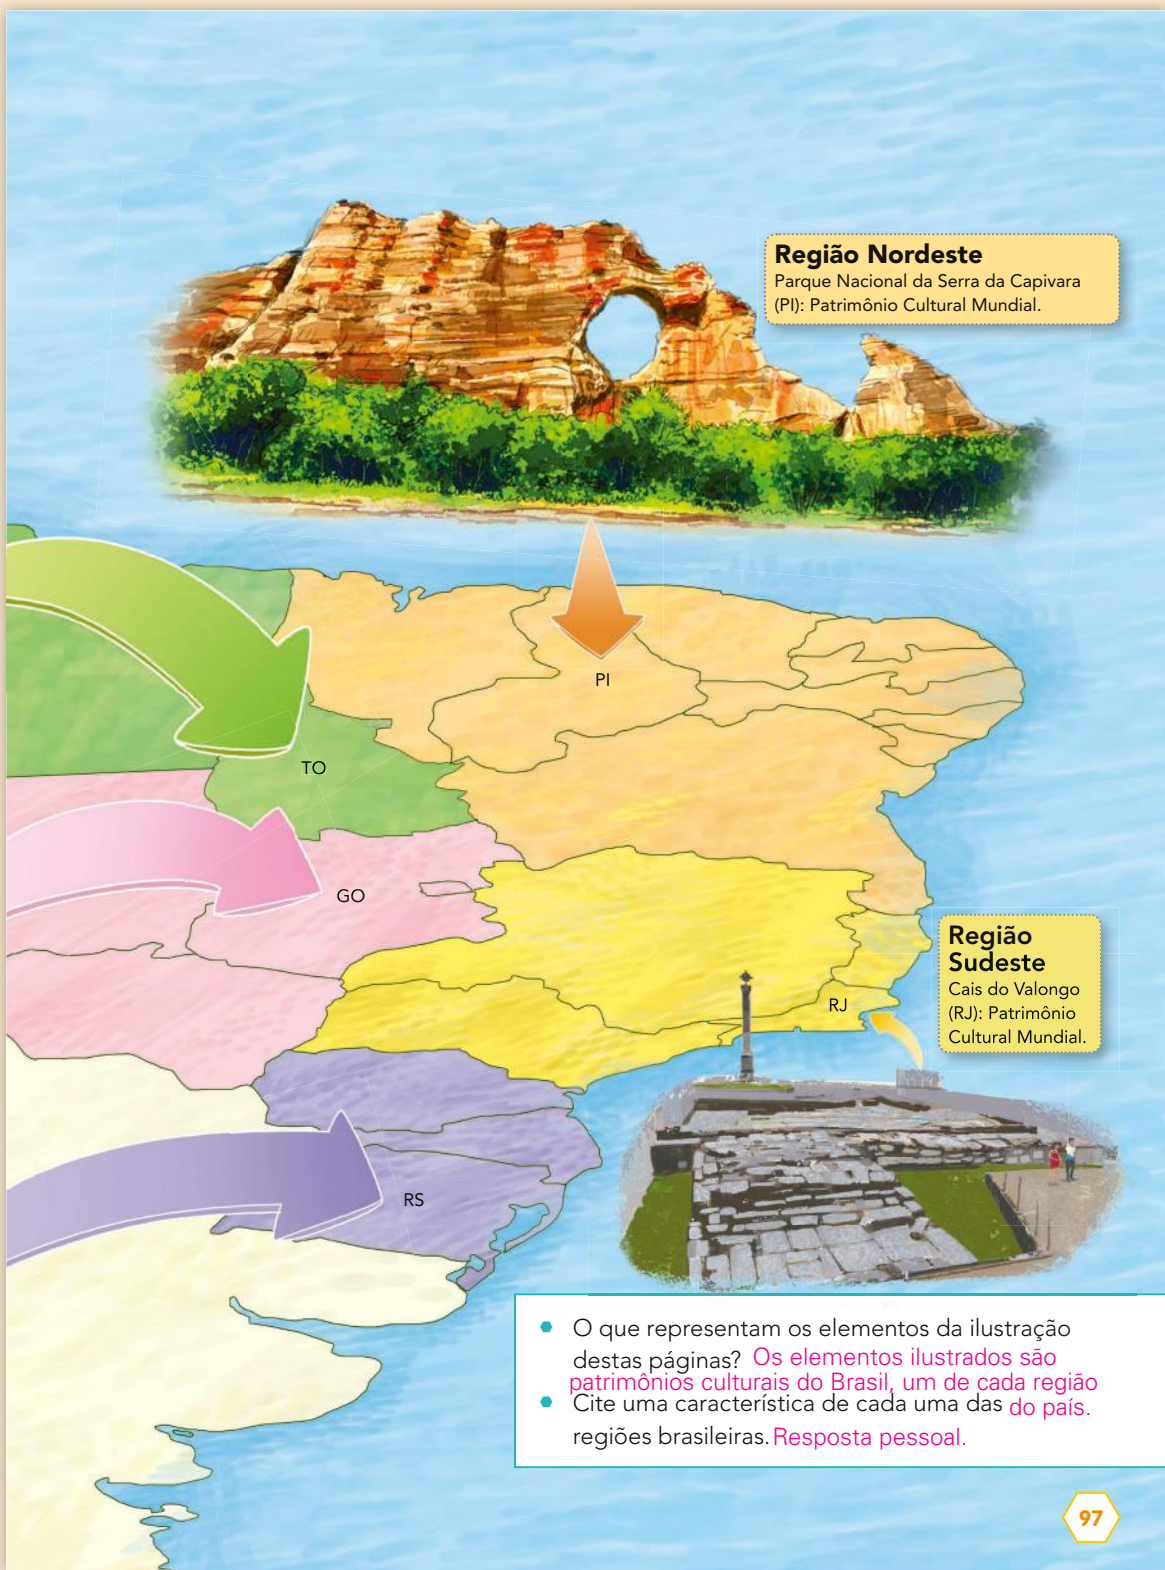 Região Nordeste
Parque Nacional da Serra da Capivara
(PI): Patrimônio Cultural Mundial.
PI
TO
GO
Região
Sudeste
Cais do Valongo
(RJ): Patrimônio
Cultural Mundial.
RJ
RS
O que representam os elementos da ilustração
destas páginas? Os elementos ilustrados são
patrimônios culturais do Brasil, um de cada região
Cite uma característica de cada uma das do país.
regiões brasileiras. Resposta pessoal.
97